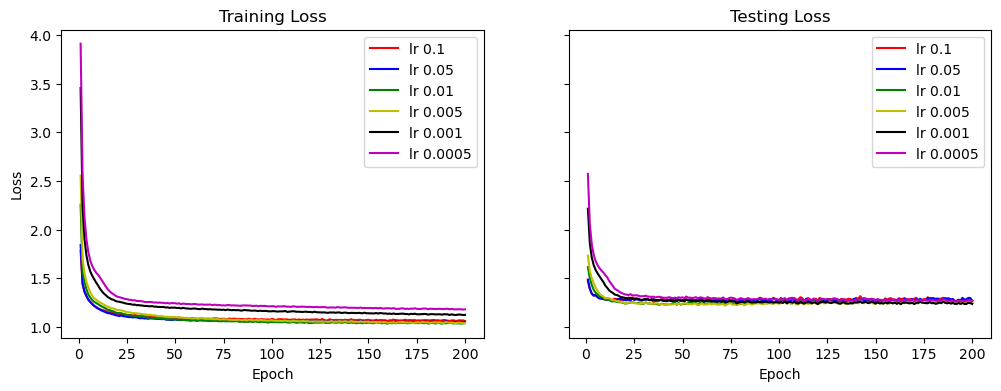 Training Loss
Testing Loss
Loss
4.0
3.5
3.0
2.5
2.0
1.5
1.0
lr 0.1
lr 0.05
lr 0.01
lr 0.005
lr 0.001
lr 0.0005
0 25 50 75 100 125 150 175 200
Epoch
lr 0.1
lr 0.05
lr 0.01
lr 0.005
lr 0.001
lr 0.0005
0 25 50 75 100 125 150 175 200
Epoch